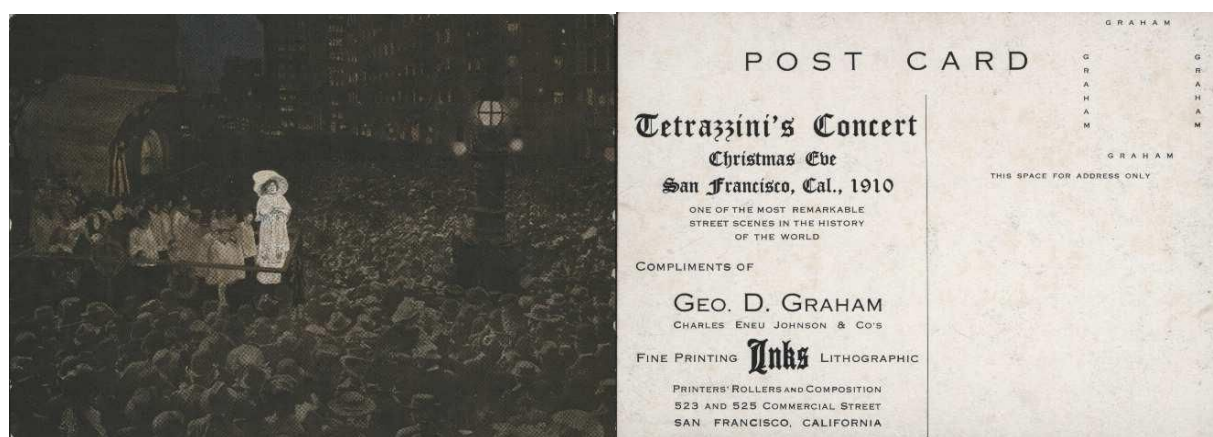 GRAHAM
POST CARD
GRAHAM
GRAHAM
Tetrazzini's Concert
Christmas Eve
San Francisco, Cal., 1910
GRAHAM
THIS SPACE FOR ADDRESS ONLY
ONE OF THE MOST REMARKABLE
STREET SCENES IN THE HISTORY
OF THE WORLD
COMPLIMENTS OF
GEO. D. GRAHAM
CHARLES ENEU JOHNSON & CO'S
FINE PRINTING Inks LITHOGRAPHIC
PRINTERS' ROLLERS AND COMPOSITION
523 AND 525 COMMERCIAL STREET
SAN FRANCISCO, CALIFORNIA